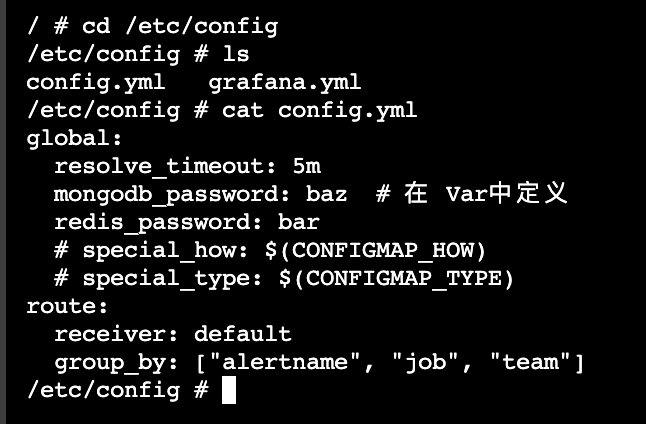 / # cd /etc/config
/etc/config # ls
config.yml   grafana.yml
/etc/config # cat config.yml
global:
  resolve_timeout: 5m
  mongodb_password: baz  # 在 Var中定义
  redis_password: bar
  # special_how: $(CONFIGMAP_HOW)
  # special_type: $(CONFIGMAP_TYPE)
route:
  receiver: default
  group_by: ["alertname", "job", "team"]
/etc/config #